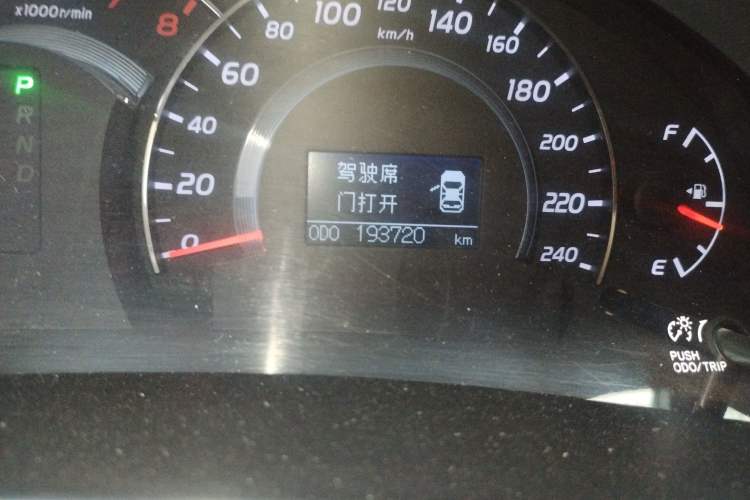 x1000r/min
8
0
20
40
60
80
100
120
140
160
180
200
220
240
km/h
P
R
N
D
驾驶席
门打开
ODO 193720 km
F
E
PUSH
ODO/TRIP